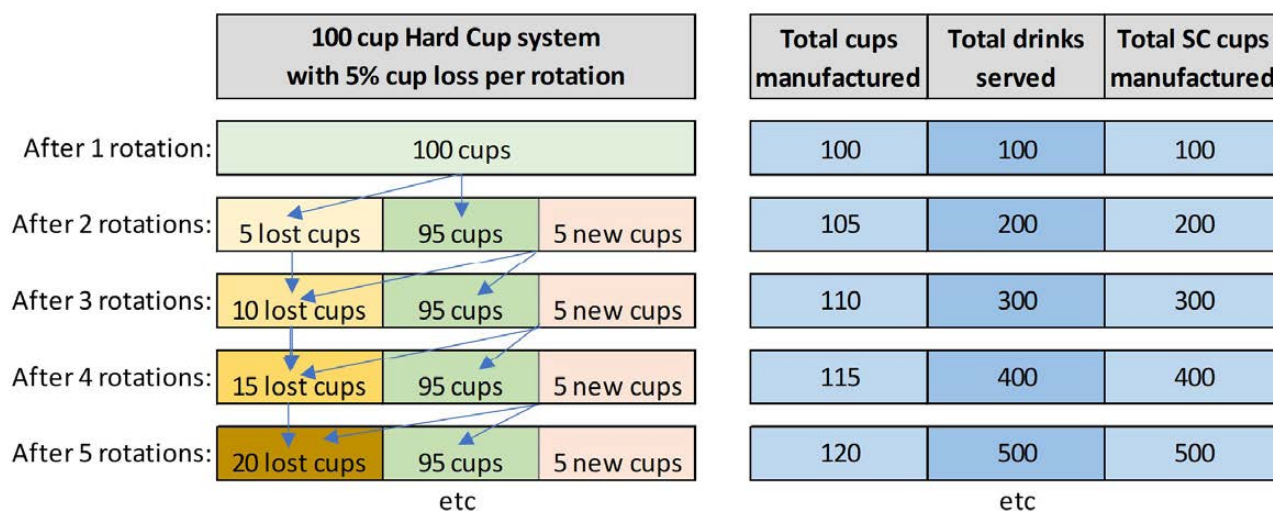 100 cup Hard Cup system
with 5% cup loss per rotation
Total cups
manufactured
Total drinks
served
Total SC cups
manufactured
After 1 rotation:
100 cups
100
100
100
After 2 rotations:
5 lost cups
95 cups
5 new cups
105
200
200
After 3 rotations:
10 lost cups
95 cups
5 new cups
110
300
300
After 4 rotations:
15 lost cups
95 cups
5 new cups
115
400
400
After 5 rotations:
20 lost cups
95 cups
5 new cups
120
500
500
etc
etc